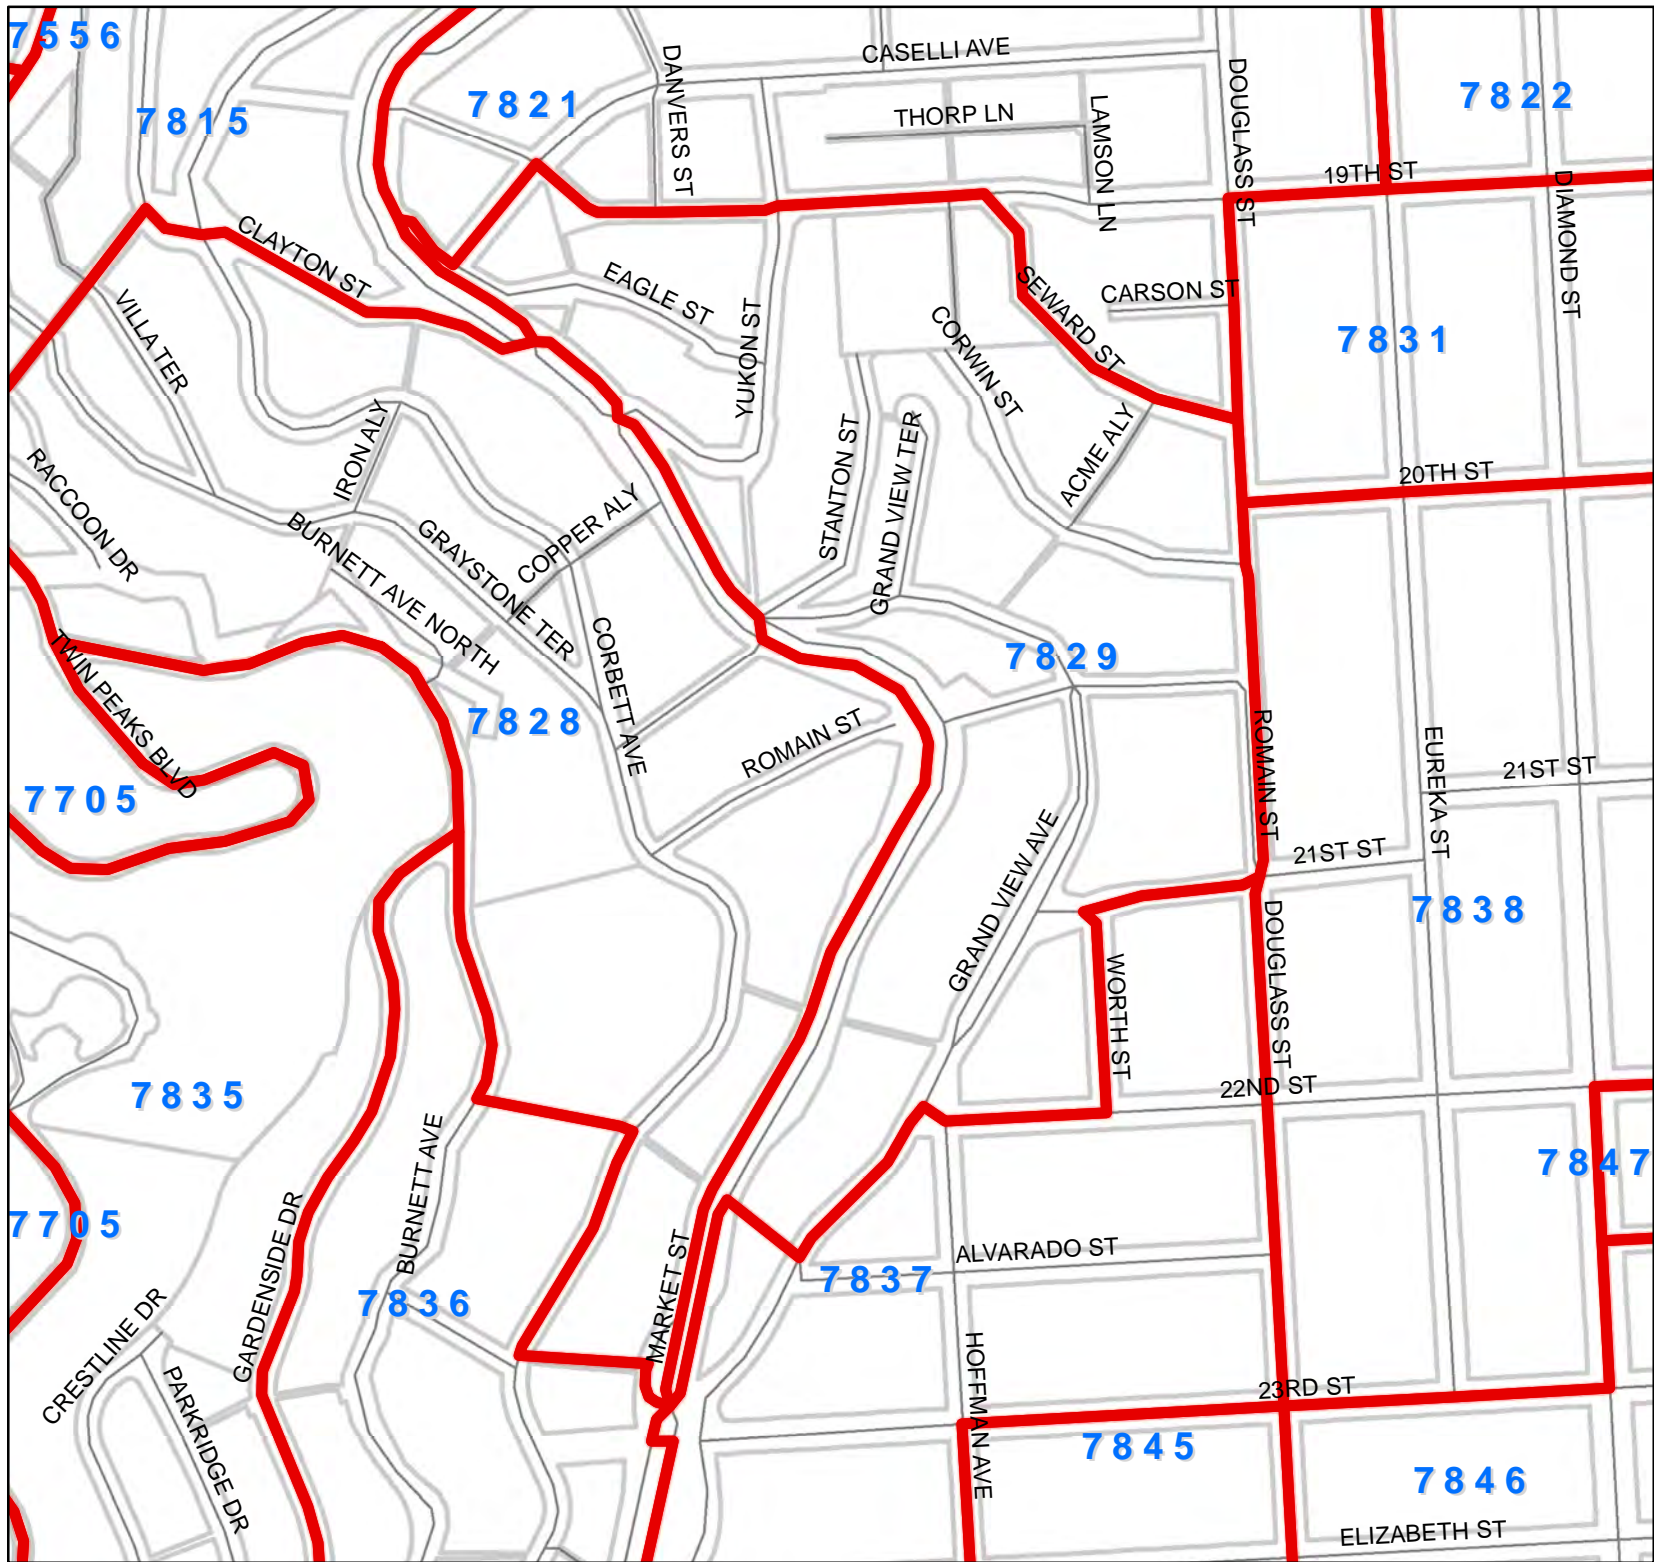 7556
CASELLI AVE
DANVERS ST
DOUGLASS ST
7822
7821
7815
THORP LN
LAMSON LN
19TH ST
DIAMOND ST
CLAYTON ST
EAGLE ST
SEWARD ST
CARSON ST
VILLA TER
YUKON ST
CORWIN ST
7831
IRON ALY
STANTON ST
GRAND VIEW TER
ACME ALY
RACCOON DR
20TH ST
COPPER ALY
BURNETT AVE NORTH
GRAYSTONE TER
CORBETT AVE
TWIN PEAKS BLVD
7829
7828
ROMAIN ST
ROMAIN ST
EUREKA ST
21ST ST
7705
GRAND VIEW AVE
21ST ST
7838
DOUGLASS ST
WORTH ST
22ND ST
7835
BURNETT AVE
7847
7705
GARDENSIDE DR
MARKET ST
ALVARADO ST
7837
7836
CRESTLINE DR
PARKRIDGE DR
HOFFMAN AVE
23RD ST
7845
7846
ELIZABETH ST